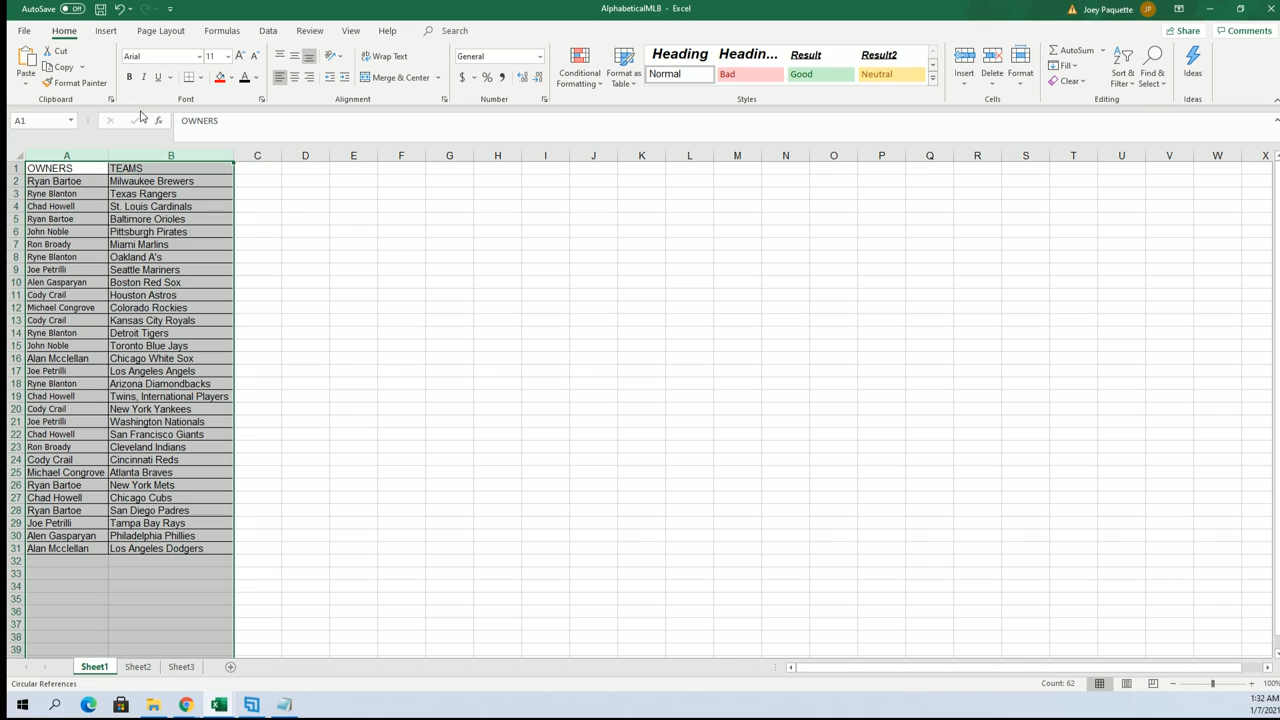 AutoSave Off AlphabeticalMLB - Excel Joey Paquette JP
File Home Insert Page Layout Formulas Data Review View Help Search Share Comments
Paste Cut Copy Format Painter Clipboard
Arial 11 A A B I U A Font
Wrap Text Merge & Center Alignment
General $ % Number
Conditional Formatting Format as Table
Heading Headin... Result Result2
Normal Bad Good Neutral
Styles
Insert Delete Format Cells
AutoSum Fill Clear Sort & Filter Find & Select Editing
Ideas Ideas
A1 fx OWNERS
A B C D E F G H I J K L M N O P Q R S T U V W X
1 OWNERS TEAMS
2 Ryan Bartoe Milwaukee Brewers
3 Ryne Blanton Texas Rangers
4 Chad Howell St. Louis Cardinals
5 Ryan Bartoe Baltimore Orioles
6 John Noble Pittsburgh Pirates
7 Ron Broady Miami Marlins
8 Ryne Blanton Oakland A's
9 Joe Petrilli Seattle Mariners
10 Alen Gasparyan Boston Red Sox
11 Cody Crail Houston Astros
12 Michael Congrove Colorado Rockies
13 Cody Crail Kansas City Royals
14 Ryne Blanton Detroit Tigers
15 John Noble Toronto Blue Jays
16 Alan Mcclellan Chicago White Sox
17 Joe Petrilli Los Angeles Angels
18 Ryne Blanton Arizona Diamondbacks
19 Chad Howell Twins, International Players
20 Cody Crail New York Yankees
21 Joe Petrilli Washington Nationals
22 Chad Howell San Francisco Giants
23 Ron Broady Cleveland Indians
24 Cody Crail Cincinnati Reds
25 Michael Congrove Atlanta Braves
26 Ryan Bartoe New York Mets
27 Chad Howell Chicago Cubs
28 Ryan Bartoe San Diego Padres
29 Joe Petrilli Tampa Bay Rays
30 Alen Gasparyan Philadelphia Phillies
31 Alan Mcclellan Los Angeles Dodgers
32
33
34
35
36
37
38
39
Sheet1 Sheet2 Sheet3
Circular References Count: 62 100%
1:32 AM
1/7/2021